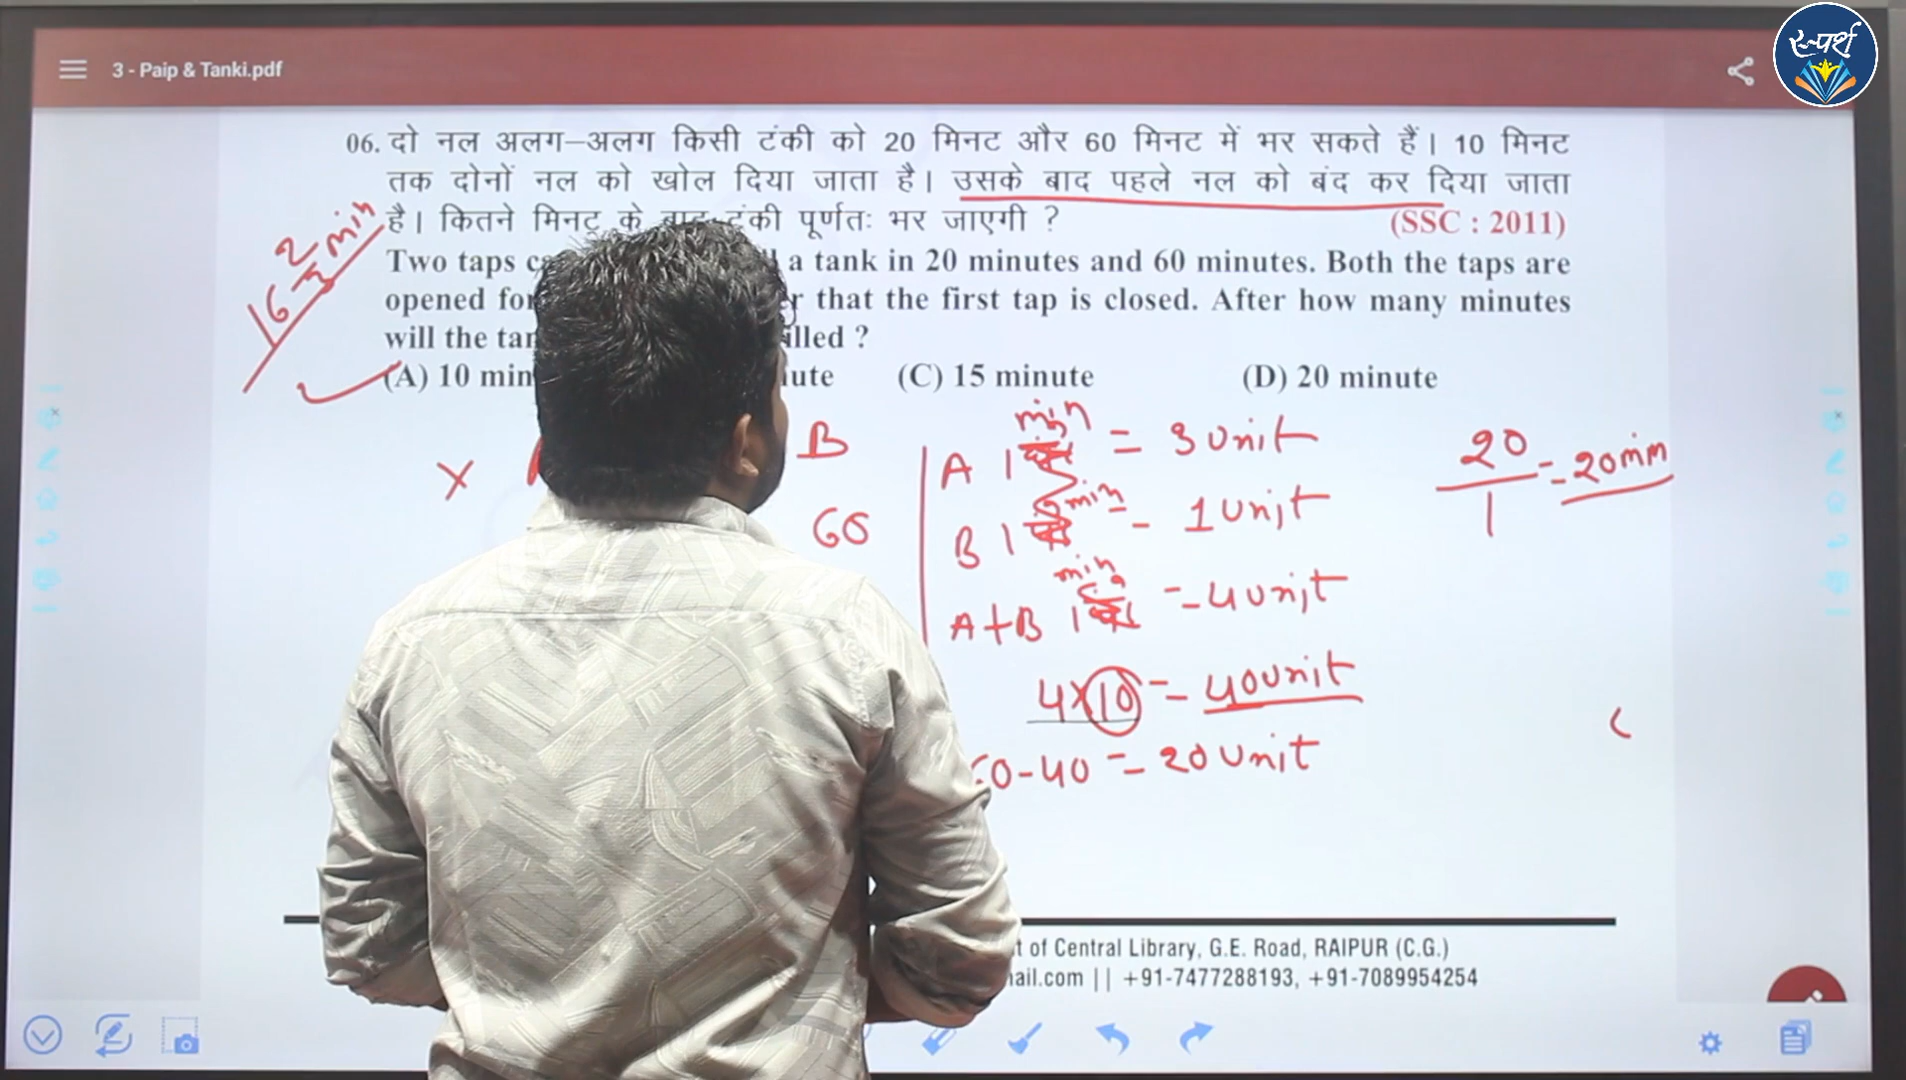 स्पर्श
3 - Paip & Tanki.pdf
06. दो नल अलग–अलग किसी टंकी को 20 मिनट और 60 मिनट में भर सकते हैं। 10 मिनट
तक दोनों नल को खोल दिया जाता है। उसके बाद पहले नल को बंद कर दिया जाता
है। कितने मिनट के बाद टंकी पूर्णतः भर जाएगी ? (SSC : 2011)
16 2/3 min
Two taps a tank in 20 minutes and 60 minutes. Both the taps are
opened that the first tap is closed. After how many minutes
will the ?
(A) 10 (C) 15 minute (D) 20 minute
X B
60
A 1 min = 3 unit
B 1 min = 1 unit
A+B 1 min = 4 unit
4×10 = 40 unit
-40 = 20 unit
20/1 = 20 min
of Central Library, G.E. Road, RAIPUR (C.G.)
|| +91-7477288193, +91-7089954254